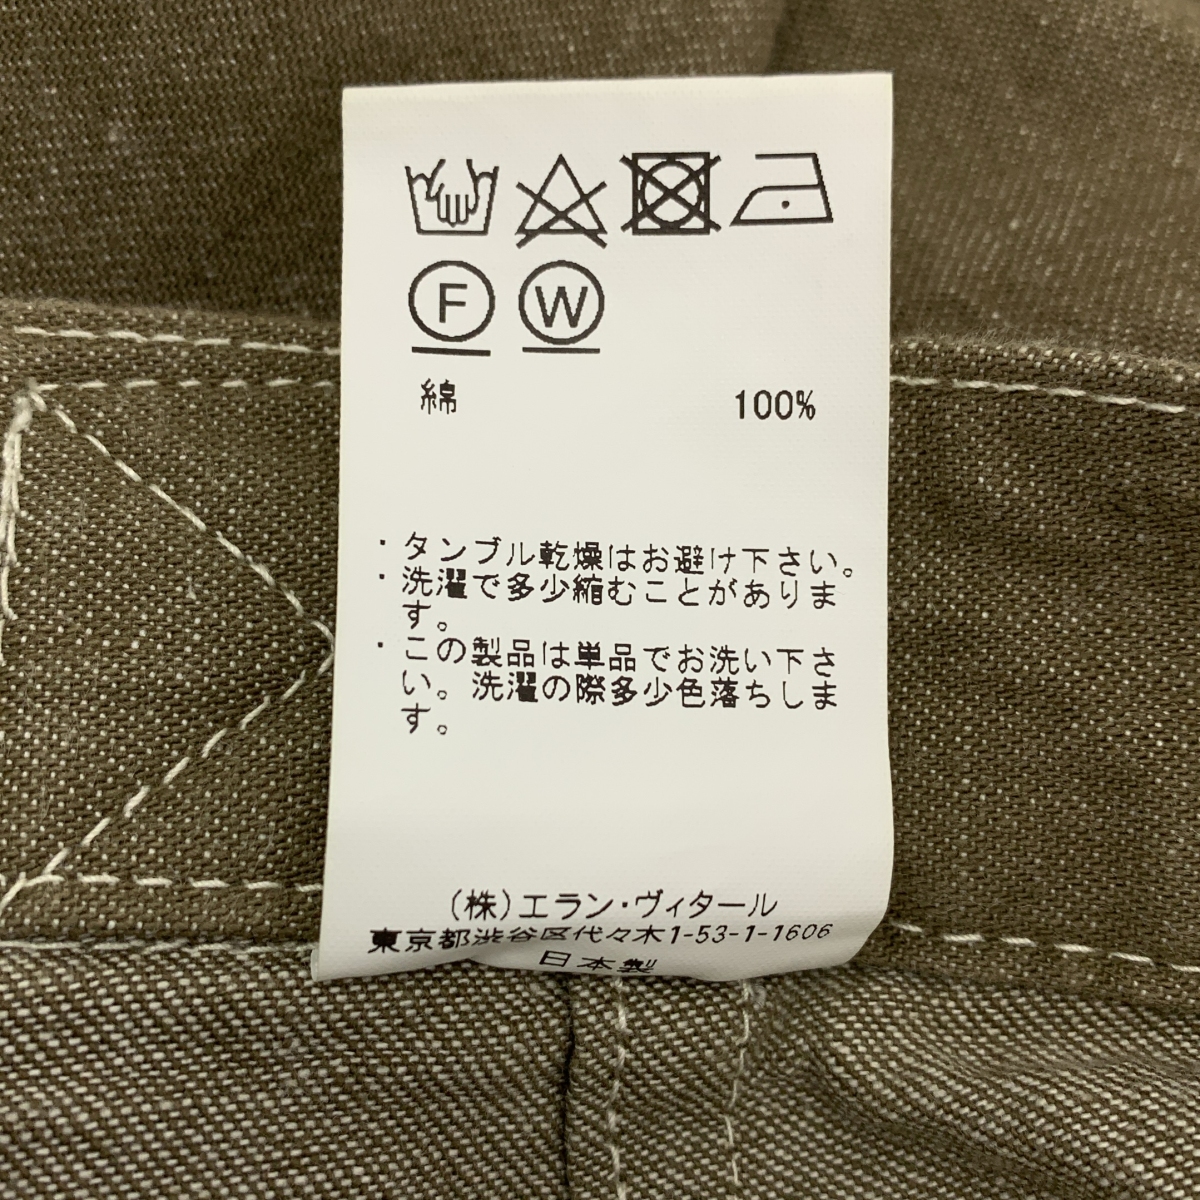 F W
綿 100%
・タンブル乾燥はお避け下さい。
・洗濯で多少縮むことがありま
す。
・この製品は単品でお洗い下さ
い。洗濯の際多少色落ちしま
す。
(株)エラン・ヴィタール
東京都渋谷区代々木1-53-1-1606
日本製